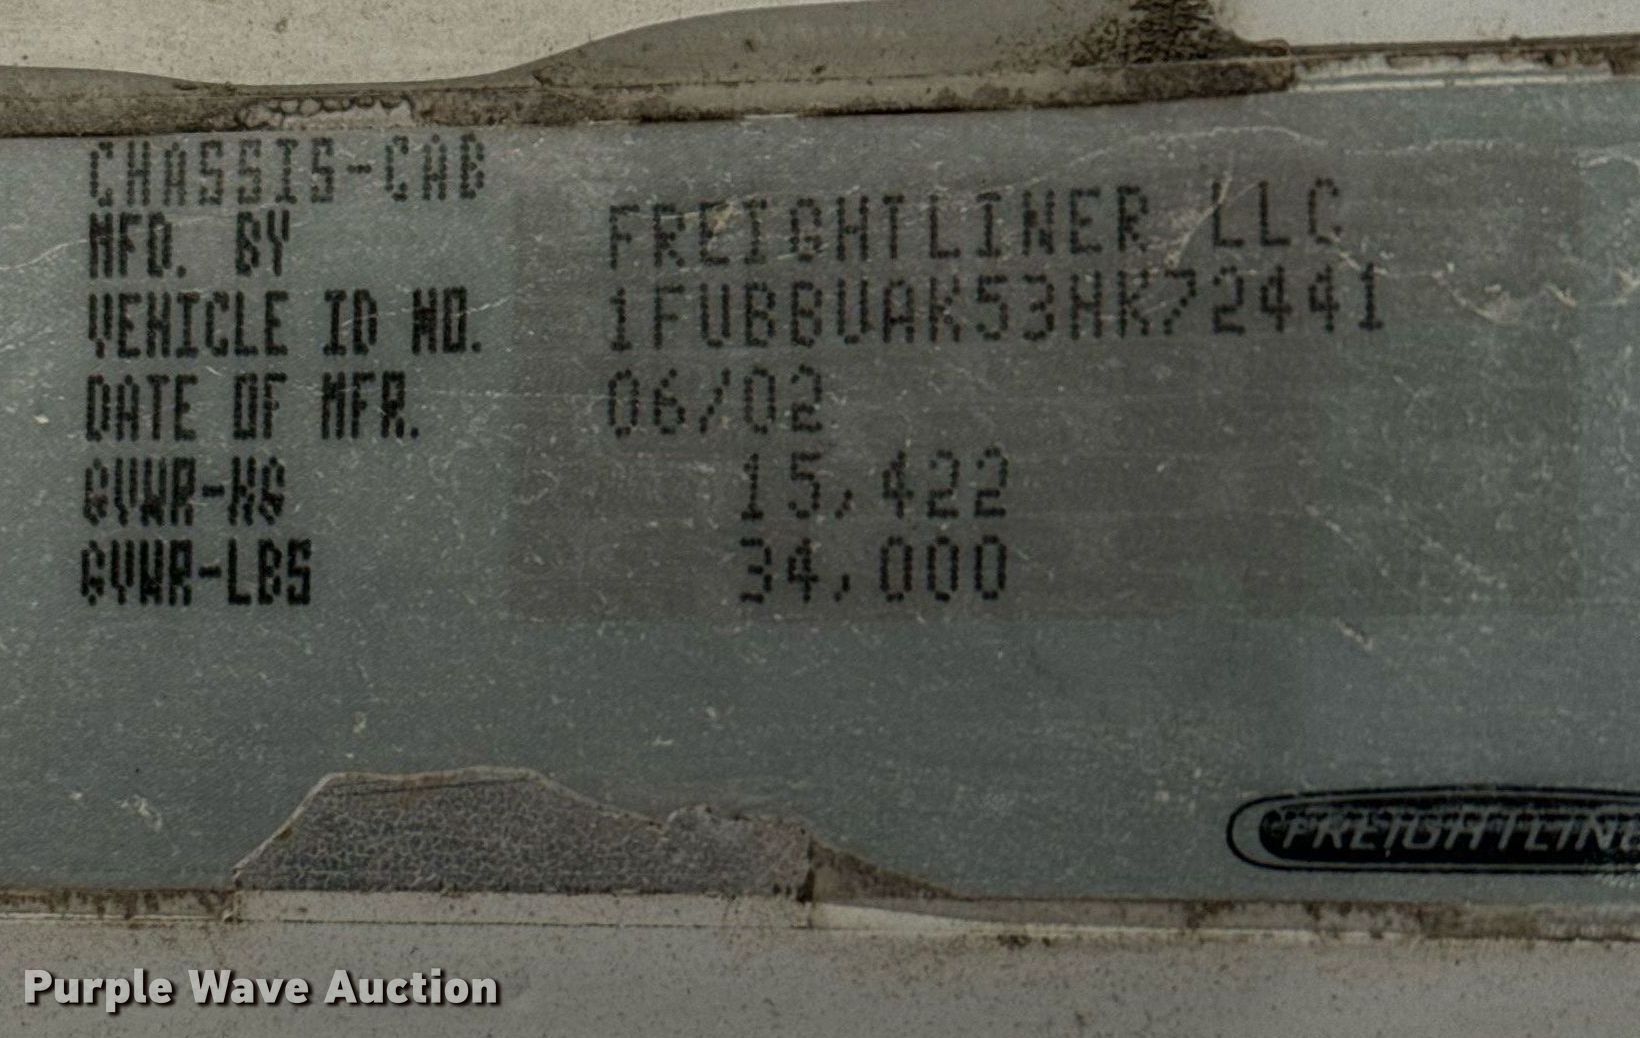 CHASSIS-CAB
MFD. BY FREIGHTLINER LLC
VEHICLE ID NO. 1FUBBUAK53HK72441
DATE OF MFR. 06/02
GVWR-KG 15,422
GVWR-LBS 34,000
FREIGHTLINE
Purple Wave Auction